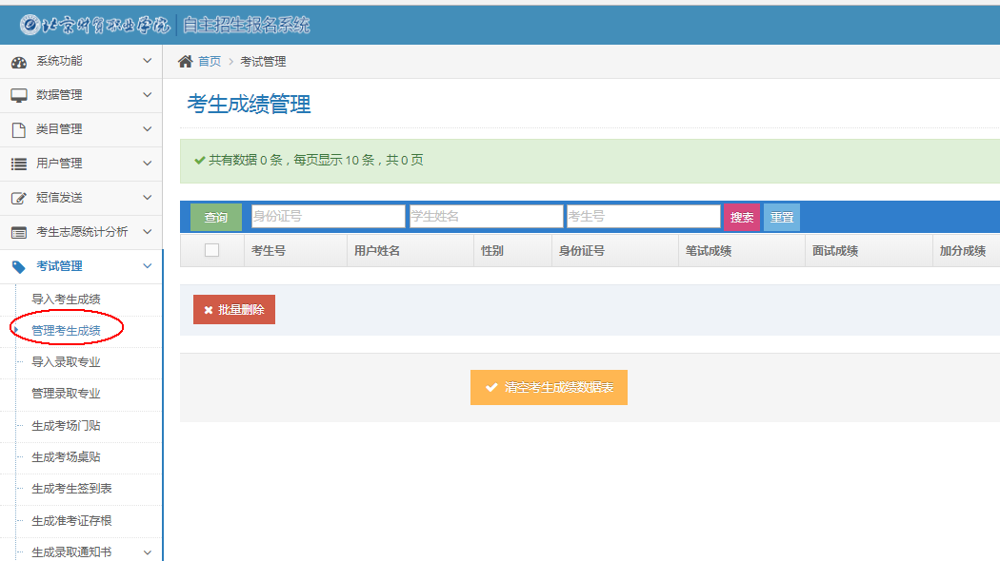 北京财贸职业学院 自主招生报名系统
系统功能
数据管理
类目管理
用户管理
短信发送
考生志愿统计分析
考试管理
导入考生成绩
管理考生成绩
导入录取专业
管理录取专业
生成考场门贴
生成考场桌贴
生成考生签到表
生成准考证存根
生成录取通知书
首页 > 考试管理
考生成绩管理
共有数据 0 条，每页显示 10 条，共 0 页
查询 身份证号 学生姓名 考生号 搜索 重置
考生号 用户姓名 性别 身份证号 笔试成绩 面试成绩 加分成绩
批量删除
清空考生成绩数据表